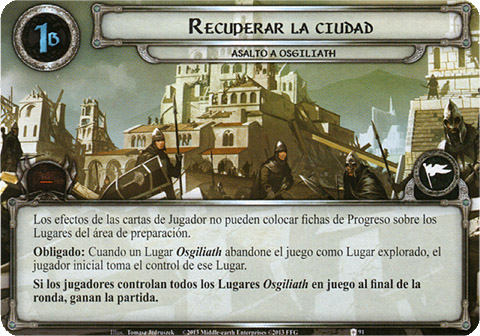 1B
Recuperar la ciudad
Asalto a Osgiliath
Los efectos de las cartas de Jugador no pueden colocar fichas de Progreso sobre los
Lugares del área de preparación.
Obligado: Cuando un Lugar Osgiliath abandone el juego como Lugar explorado, el
jugador inicial toma el control de ese Lugar.
Si los jugadores controlan todos los Lugares Osgiliath en juego al final de la
ronda, ganan la partida.
Illus. Tomasz Jedruszek ©2013 Middle-earth Enterprises ©2013 FFG 91